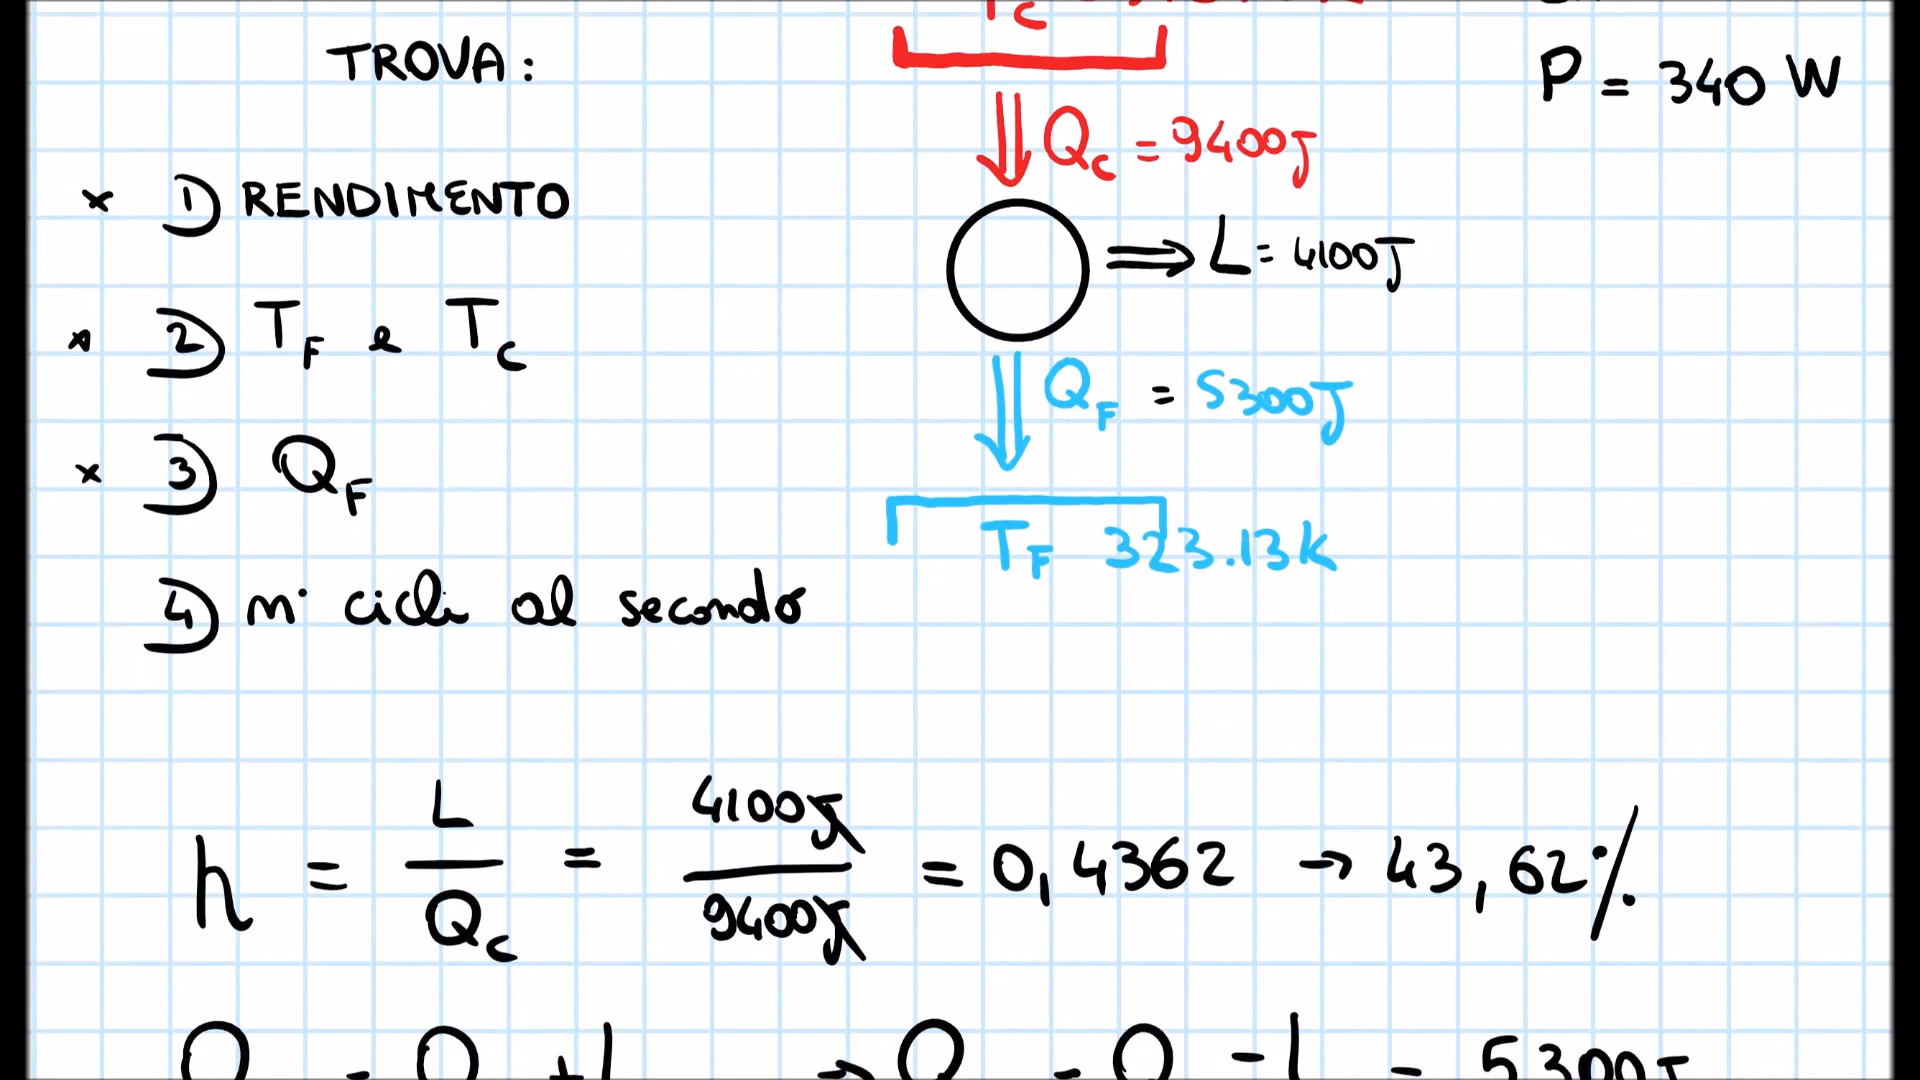 TROVA:
P = 340 W
Qc = 9400J
* 1) RENDIMENTO
L = 4100J
* 2) TF e Tc
QF = 5300J
* 3) QF
TF 323.13K
4) n° cicli al secondo
η = L / Qc = 4100J / 9400J = 0,4362 → 43,62%